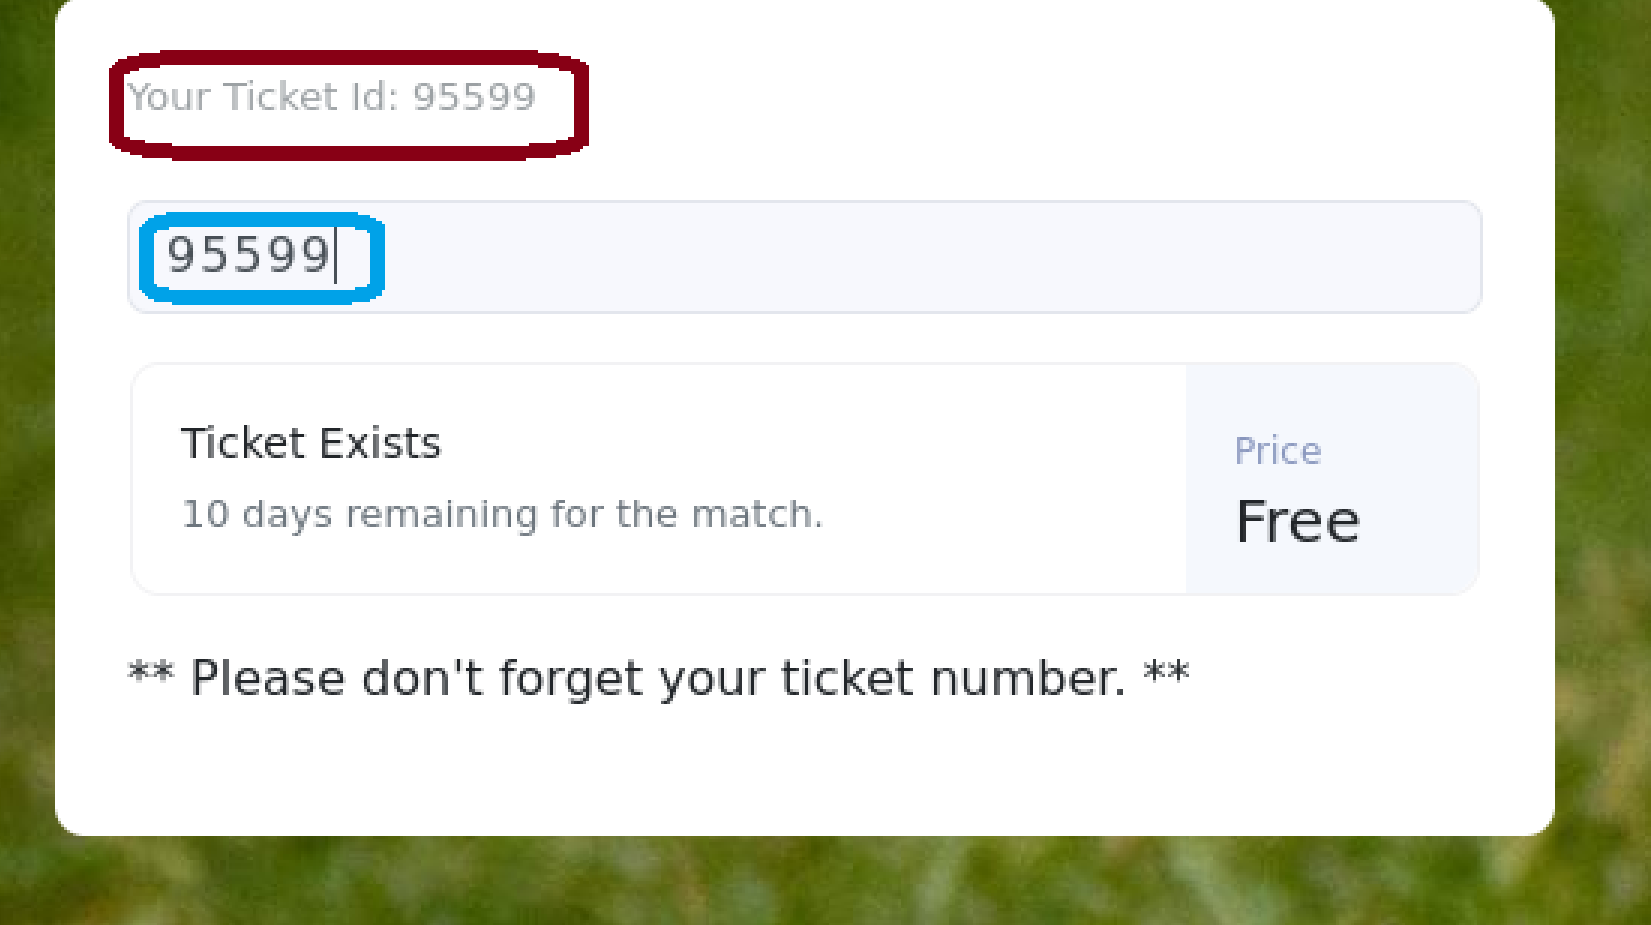 Your Ticket Id: 95599
95599
Ticket Exists
10 days remaining for the match.
Price
Free
** Please don't forget your ticket number. **